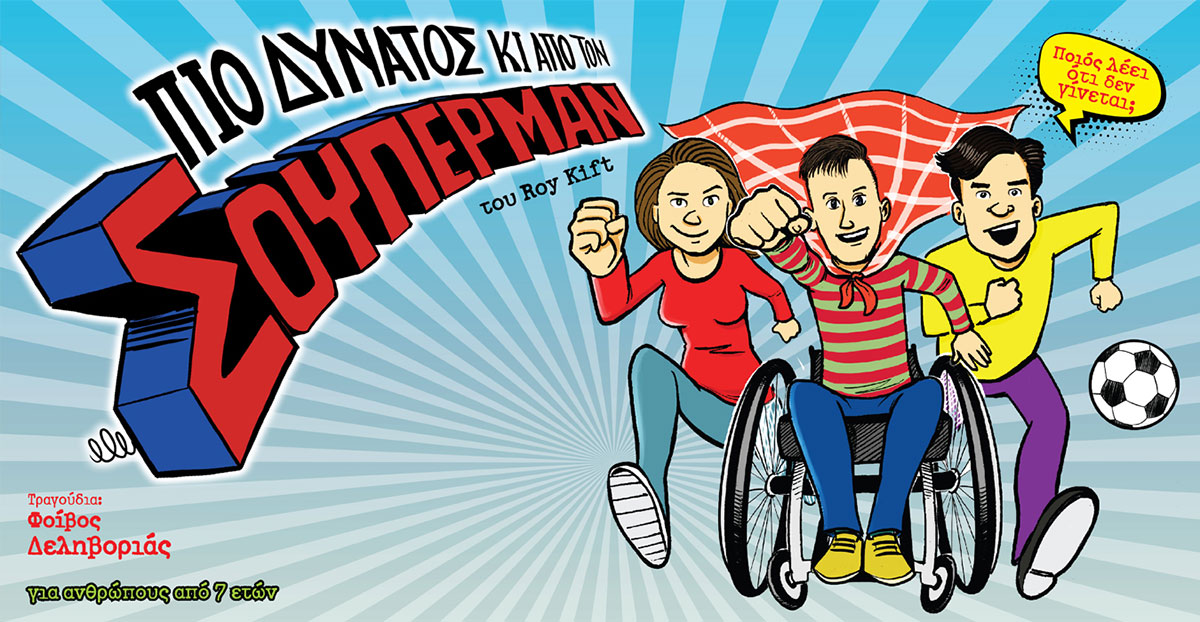 ΠΙΟ ΔΥΝΑΤΟΣ ΚΙ ΑΠΟ ΤΟΝ
ΣΟΥΠΕΡΜΑΝ
του Roy Kift
Ποιός λέει
ότι δεν
γίνεται;
Τραγούδια:
Φοίβος
Δεληβοριάς
για ανθρώπους από 7 ετών